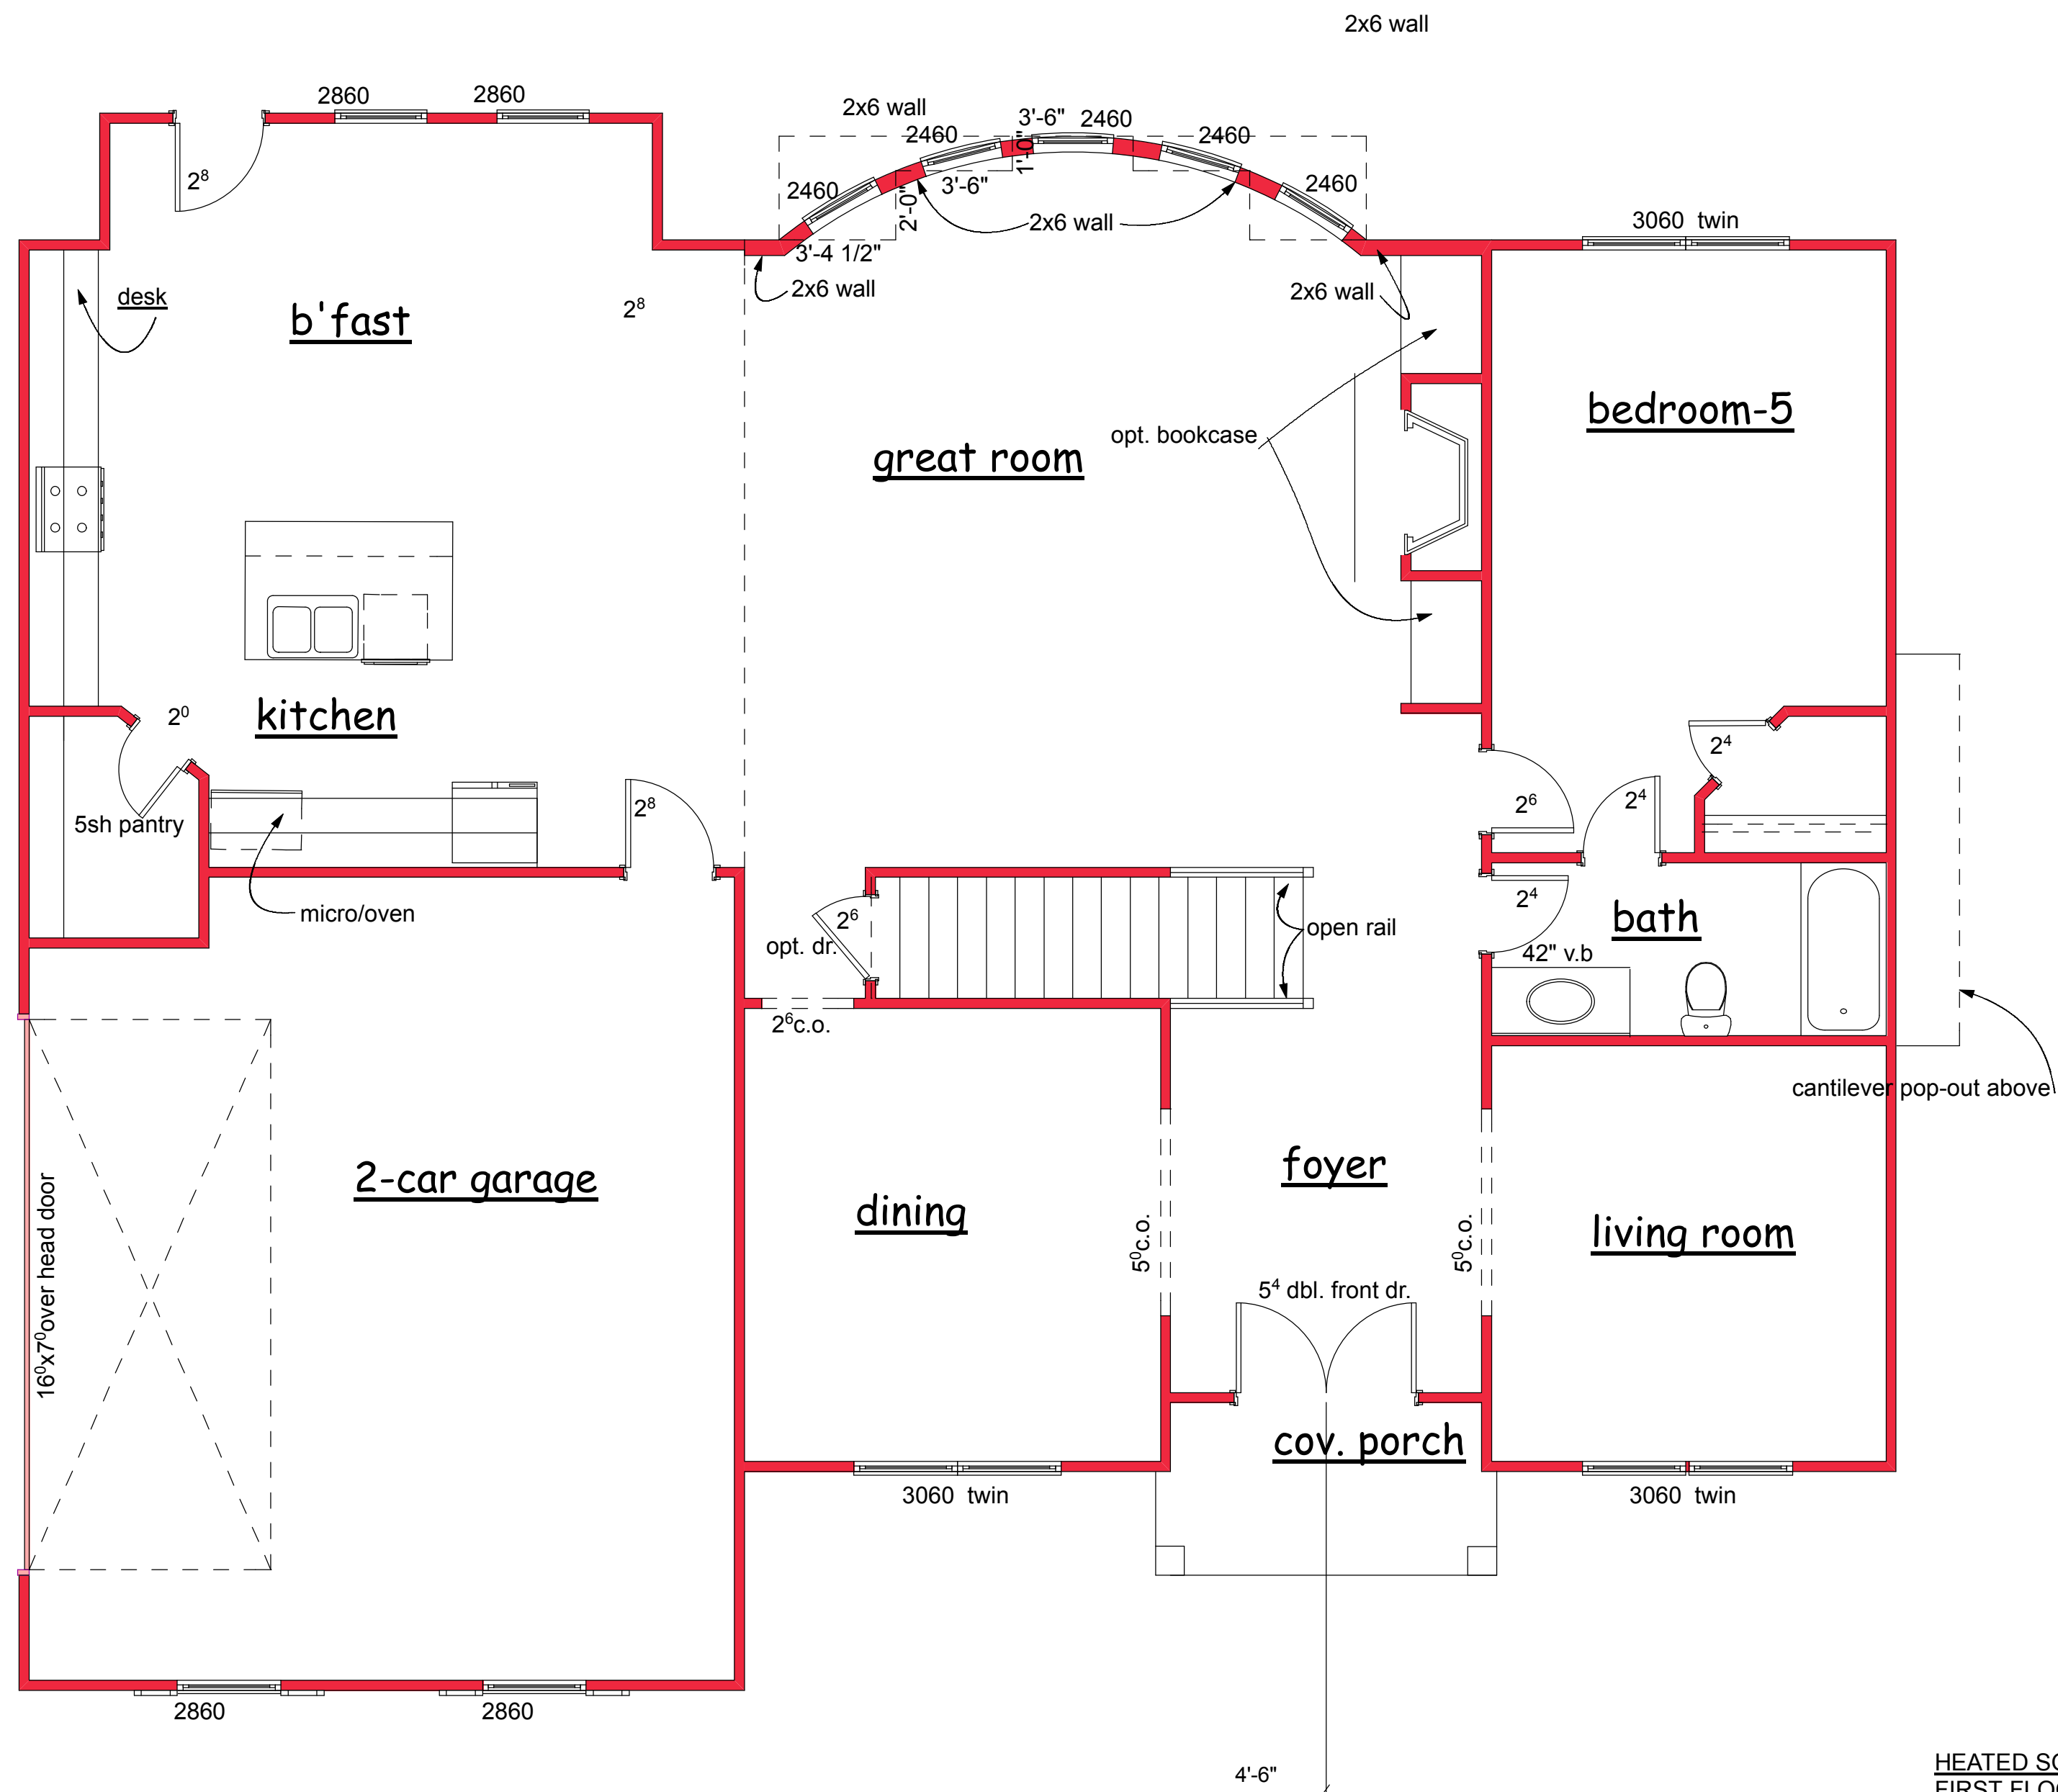 2x6 wall
2860
2860
2x6 wall
3'-6"
2460
2460
2460
1'-0"
2460
3'-6"
2460
2'-0"
2x6 wall
3060 twin
2⁸
3'-4 1/2"
2x6 wall
2x6 wall
desk
b'fast
2⁸
bedroom-5
opt. bookcase
great room
2⁰
kitchen
2⁴
2⁸
2⁶
2⁴
5sh pantry
micro/oven
2⁶
opt. dr.
open rail
2⁴
bath
42" v.b
2⁶c.o.
cantilever pop-out above
16⁰x7⁰over head door
2-car garage
dining
foyer
5⁰c.o.
5⁰c.o.
living room
5⁴ dbl. front dr.
cov. porch
3060 twin
3060 twin
2860
2860
4'-6"
HEATED
FIRST